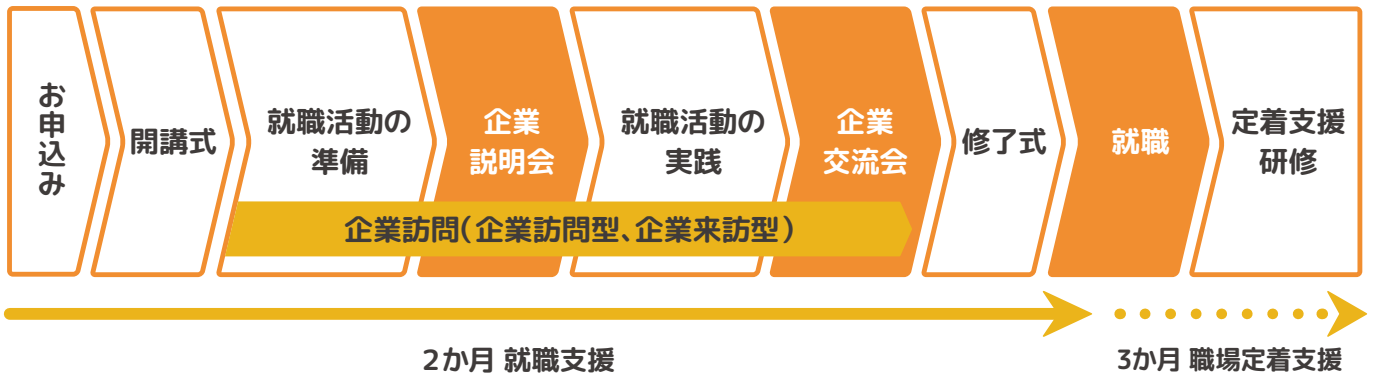 お申込み
開講式
就職活動の
準備
企業
説明会
就職活動の
実践
企業
交流会
修了式
就職
定着支援
研修
企業訪問(企業訪問型、企業来訪型)
2か月 就職支援
3か月 職場定着支援